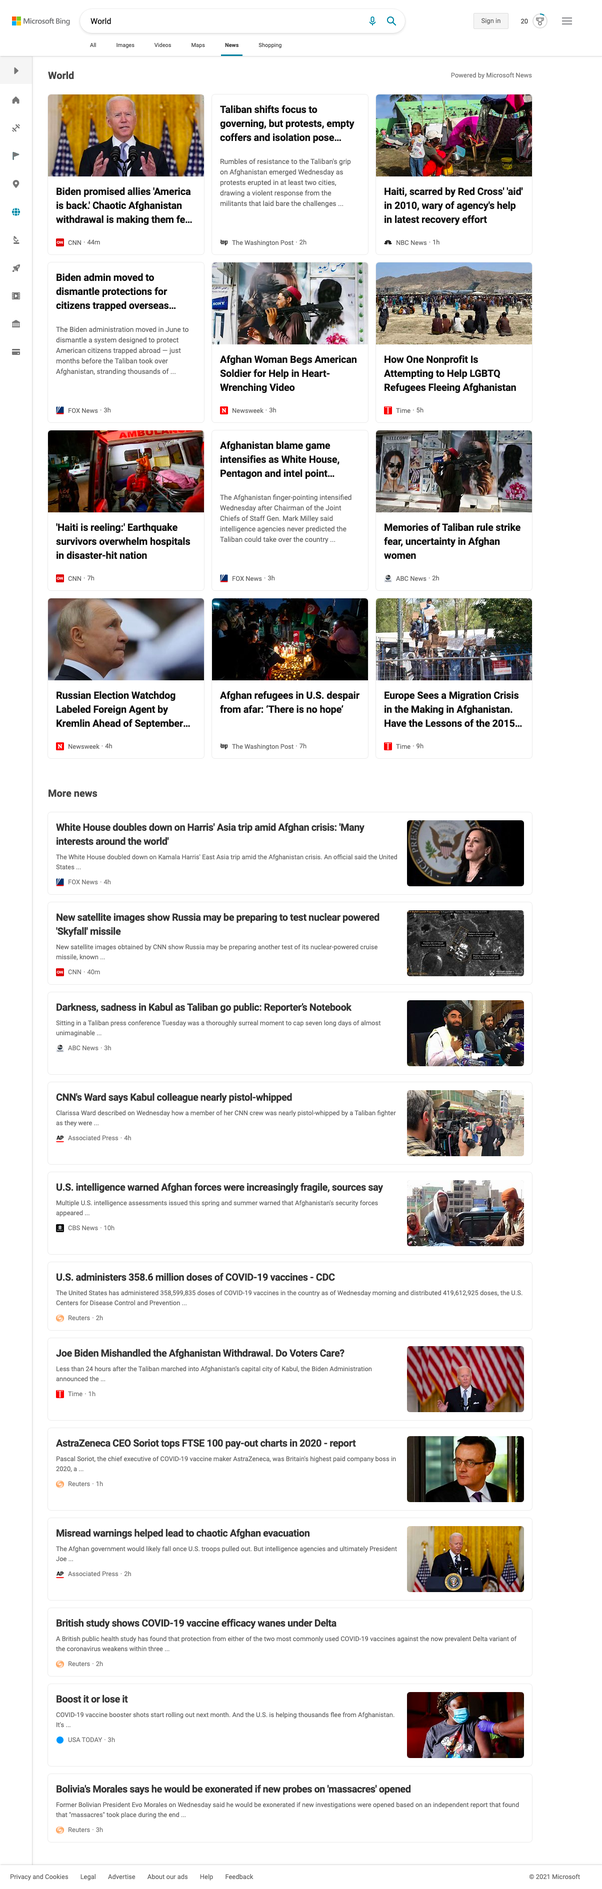 Microsoft Bing
World
Sign in
20
All Images Videos Maps News Shopping
World
Powered by Microsoft News
Biden promised allies 'America
is back.' Chaotic Afghanistan
withdrawal is making them fe...
CNN · 44m
Taliban shifts focus to
governing, but protests, empty
coffers and isolation pose...
Rumbles of resistance to the Taliban's grip
on Afghanistan emerged Wednesday as
protests erupted in at least two cities,
drawing a violent response from the
militants that laid bare the challenges ...
The Washington Post · 2h
Haiti, scarred by Red Cross' 'aid'
in 2010, wary of agency's help
in latest recovery effort
NBC News · 1h
Biden admin moved to
dismantle protections for
citizens trapped overseas...
The Biden administration moved in June to
dismantle a system designed to protect
American citizens trapped abroad — just
months before the Taliban took over
Afghanistan, stranding thousands of ...
FOX News · 3h
Afghan Woman Begs American
Soldier for Help in Heart-
Wrenching Video
Newsweek · 3h
How One Nonprofit Is
Attempting to Help LGBTQ
Refugees Fleeing Afghanistan
Time · 5h
AMBULANC
'Haiti is reeling:' Earthquake
survivors overwhelm hospitals
in disaster-hit nation
CNN · 7h
Afghanistan blame game
intensifies as White House,
Pentagon and intel point...
The Afghanistan finger-pointing intensified
Wednesday after Chairman of the Joint
Chiefs of Staff Gen. Mark Milley said
intelligence agencies never predicted the
Taliban could take over the country ...
FOX News · 3h
Memories of Taliban rule strike
fear, uncertainty in Afghan
women
ABC News · 2h
Russian Election Watchdog
Labeled Foreign Agent by
Kremlin Ahead of September...
Newsweek · 4h
Afghan refugees in U.S. despair
from afar: 'There is no hope'
The Washington Post · 7h
Europe Sees a Migration Crisis
in the Making in Afghanistan.
Have the Lessons of the 2015...
Time · 9h
More news
White House doubles down on Harris' Asia trip amid Afghan crisis: 'Many
interests around the world'
The White House doubled down on Kamala Harris' East Asia trip amid the Afghanistan crisis. An official said the United
States ...
FOX News · 4h
New satellite images show Russia may be preparing to test nuclear powered
'Skyfall' missile
New satellite images obtained by CNN show Russia may be preparing another test of its nuclear-powered cruise
missile, known ...
CNN · 40m
Darkness, sadness in Kabul as Taliban go public: Reporter's Notebook
Sitting in a Taliban press conference Tuesday was a thoroughly surreal moment to cap seven long days of almost
unimaginable ...
ABC News · 3h
CNN's Ward says Kabul colleague nearly pistol-whipped
Clarissa Ward described on Wednesday how a member of her CNN crew was nearly pistol-whipped by a Taliban fighter
as they were ...
Associated Press · 4h
U.S. intelligence warned Afghan forces were increasingly fragile, sources say
Multiple U.S. intelligence assessments issued this spring and summer warned that Afghanistan's security forces
appeared ...
CBS News · 10h
U.S. administers 358.6 million doses of COVID-19 vaccines - CDC
The United States has administered 358,599,835 doses of COVID-19 vaccines in the country as of Wednesday morning and distributed 419,612,925 doses, the U.S.
Centers for Disease Control and Prevention ...
Reuters · 2h
Joe Biden Mishandled the Afghanistan Withdrawal. Do Voters Care?
Less than 24 hours after the Taliban marched into Afghanistan's capital city of Kabul, the Biden Administration
announced the ...
Time · 1h
AstraZeneca CEO Soriot tops FTSE 100 pay-out charts in 2020 - report
Pascal Soriot, the chief executive of COVID-19 vaccine maker AstraZeneca, was Britain's highest paid company boss in
2020, a ...
Reuters · 1h
Misread warnings helped lead to chaotic Afghan evacuation
The Afghan government would likely fall once U.S. troops pulled out. But intelligence agencies and ultimately President
Joe ...
Associated Press · 2h
British study shows COVID-19 vaccine efficacy wanes under Delta
A British public health study has found that protection from either of the two most commonly used COVID-19 vaccines against the now prevalent Delta variant of
the coronavirus weakens within three ...
Reuters · 2h
Boost it or lose it
COVID-19 vaccine booster shots start rolling out next month. And the U.S. is helping thousands flee from Afghanistan.
It's ...
USA TODAY · 3h
Bolivia's Morales says he would be exonerated if new probes on 'massacres' opened
Former Bolivian President Evo Morales on Wednesday said he would be exonerated if new investigations were opened based on an independent report that found
that "massacres" took place during the end ...
Reuters · 3h
Privacy and Cookies Legal Advertise About our ads Help Feedback
© 2021 Microsoft